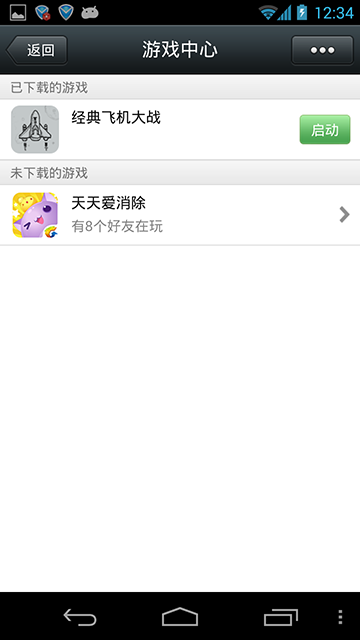 12:34
返回
游戏中心
已下载的游戏
经典飞机大战
启动
未下载的游戏
天天爱消除
有8个好友在玩